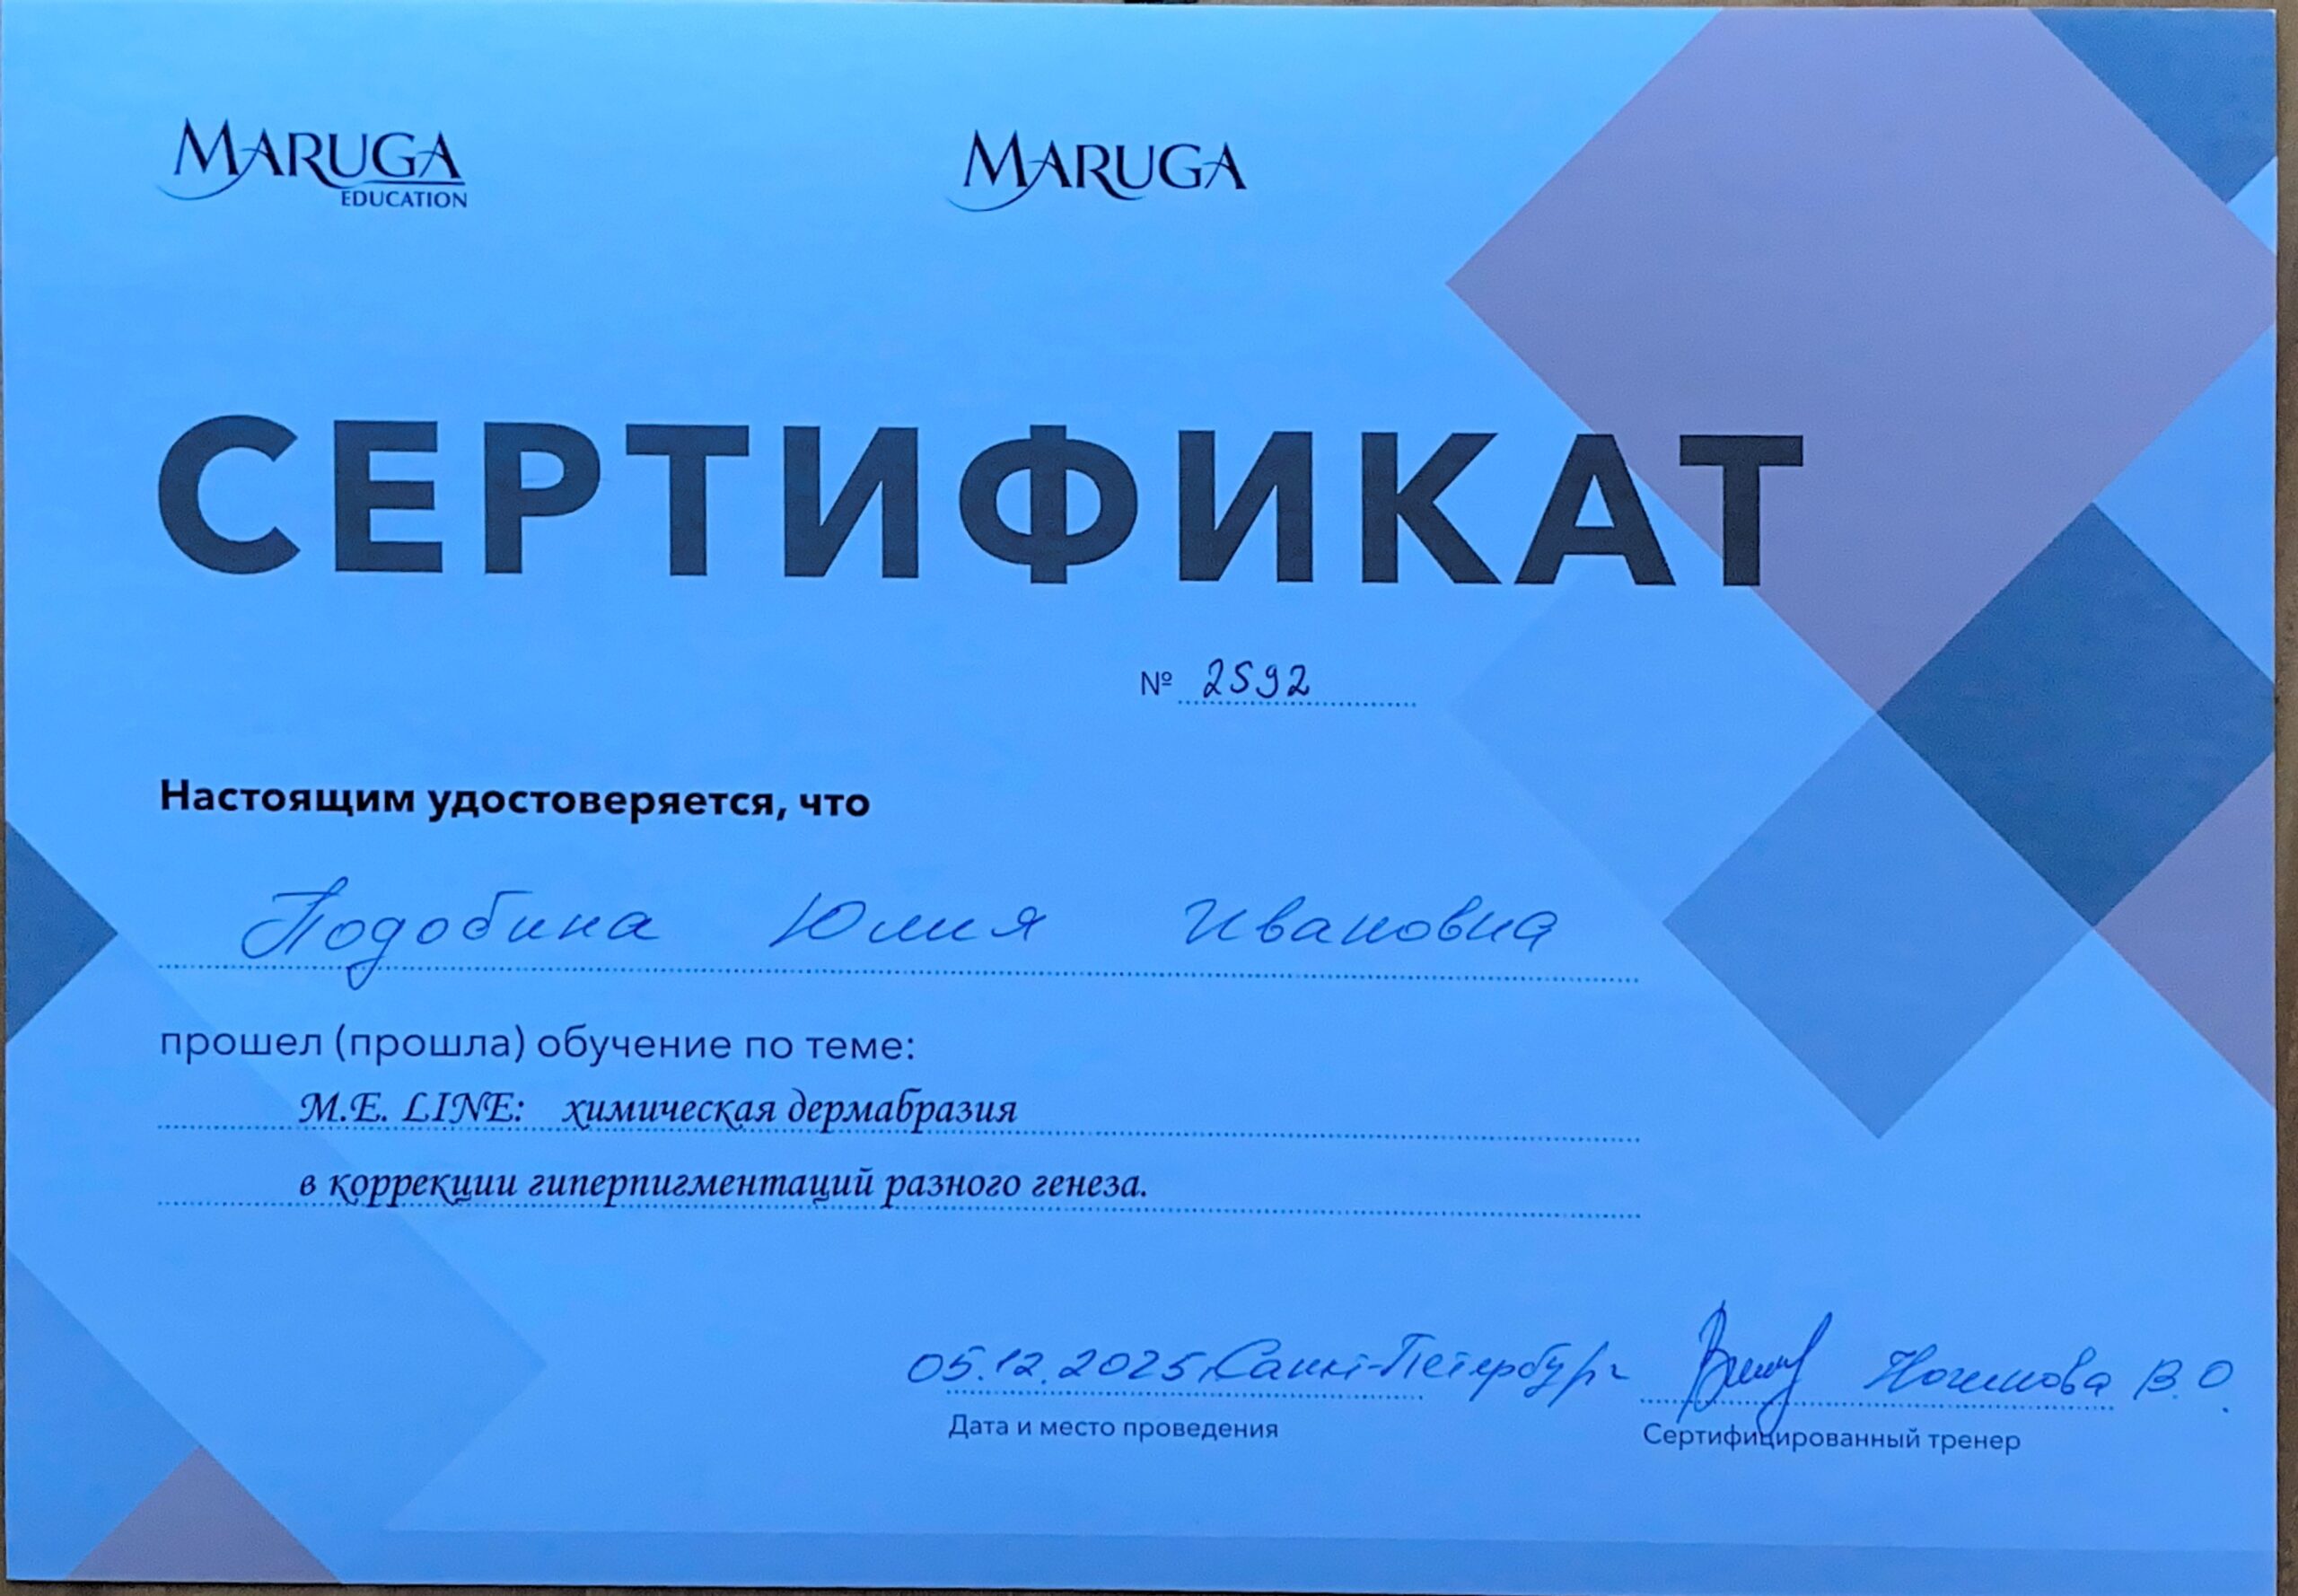 MARUGA EDUCATION
MARUGA
СЕРТИФИКАТ
№ 2592
Настоящим удостоверяется, что
Подобина Юлия Ивановна
прошел (прошла) обучение по теме:
M.E. LINE: химическая дермабразия
в коррекции гиперпигментаций разного генеза.
05.12.2025, Санкт-Петербург
В.О.
Дата и место проведения
Сертифицированный тренер